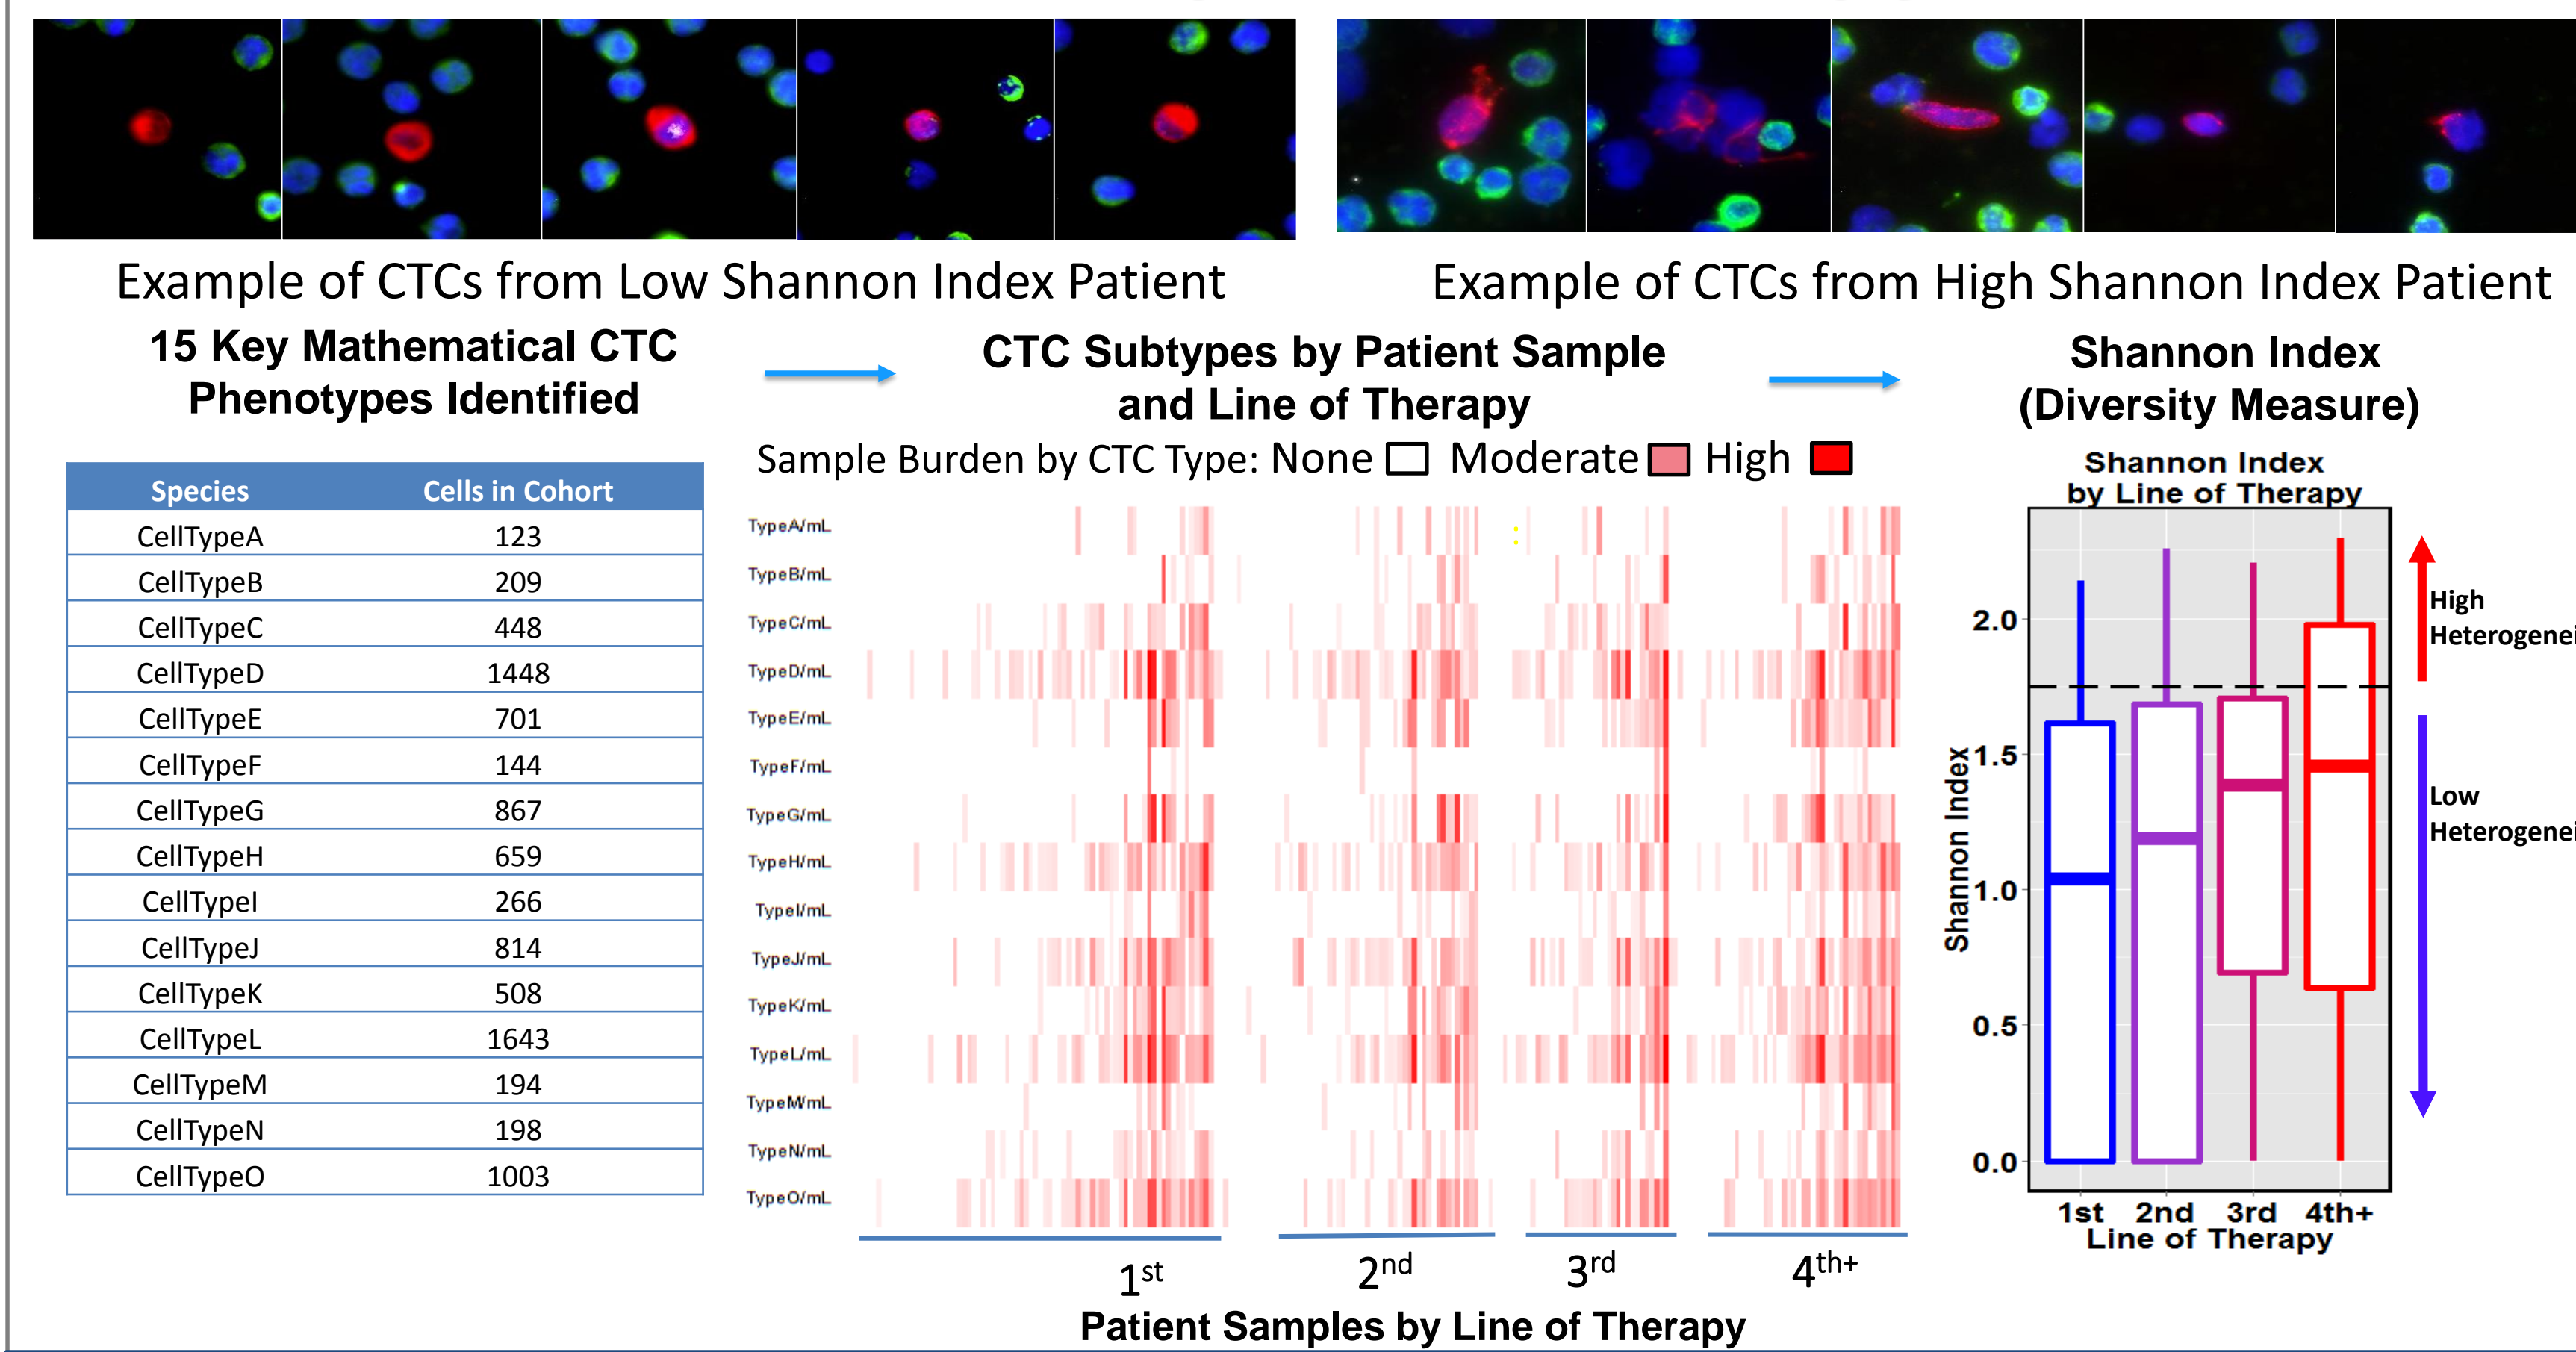 Example of CTCs from Low Shannon Index Patient
Example of CTCs from High Shannon Index Patient
15 Key Mathematical CTC
Phenotypes Identified
CTC Subtypes by Patient Sample
and Line of Therapy
Shannon Index
(Diversity Measure)
Sample Burden by CTC Type: None Moderate High
Species Cells in Cohort
CellTypeA 123
CellTypeB 209
CellTypeC 448
CellTypeD 1448
CellTypeE 701
CellTypeF 144
CellTypeG 867
CellTypeH 659
CellTypeI 266
CellTypeJ 814
CellTypeK 508
CellTypeL 1643
CellTypeM 194
CellTypeN 198
CellTypeO 1003
TypeA/mL
TypeB/mL
TypeC/mL
TypeD/mL
TypeE/mL
TypeF/mL
TypeG/mL
TypeH/mL
TypeI/mL
TypeJ/mL
TypeK/mL
TypeL/mL
TypeM/mL
TypeN/mL
TypeO/mL
1st
2nd
3rd
4th+
Patient Samples by Line of Therapy
Shannon Index
by Line of Therapy
Shannon Index
2.0
1.5
1.0
0.5
0.0
1st 2nd 3rd 4th+
Line of Therapy
High
Heterogenei
Low
Heterogenei